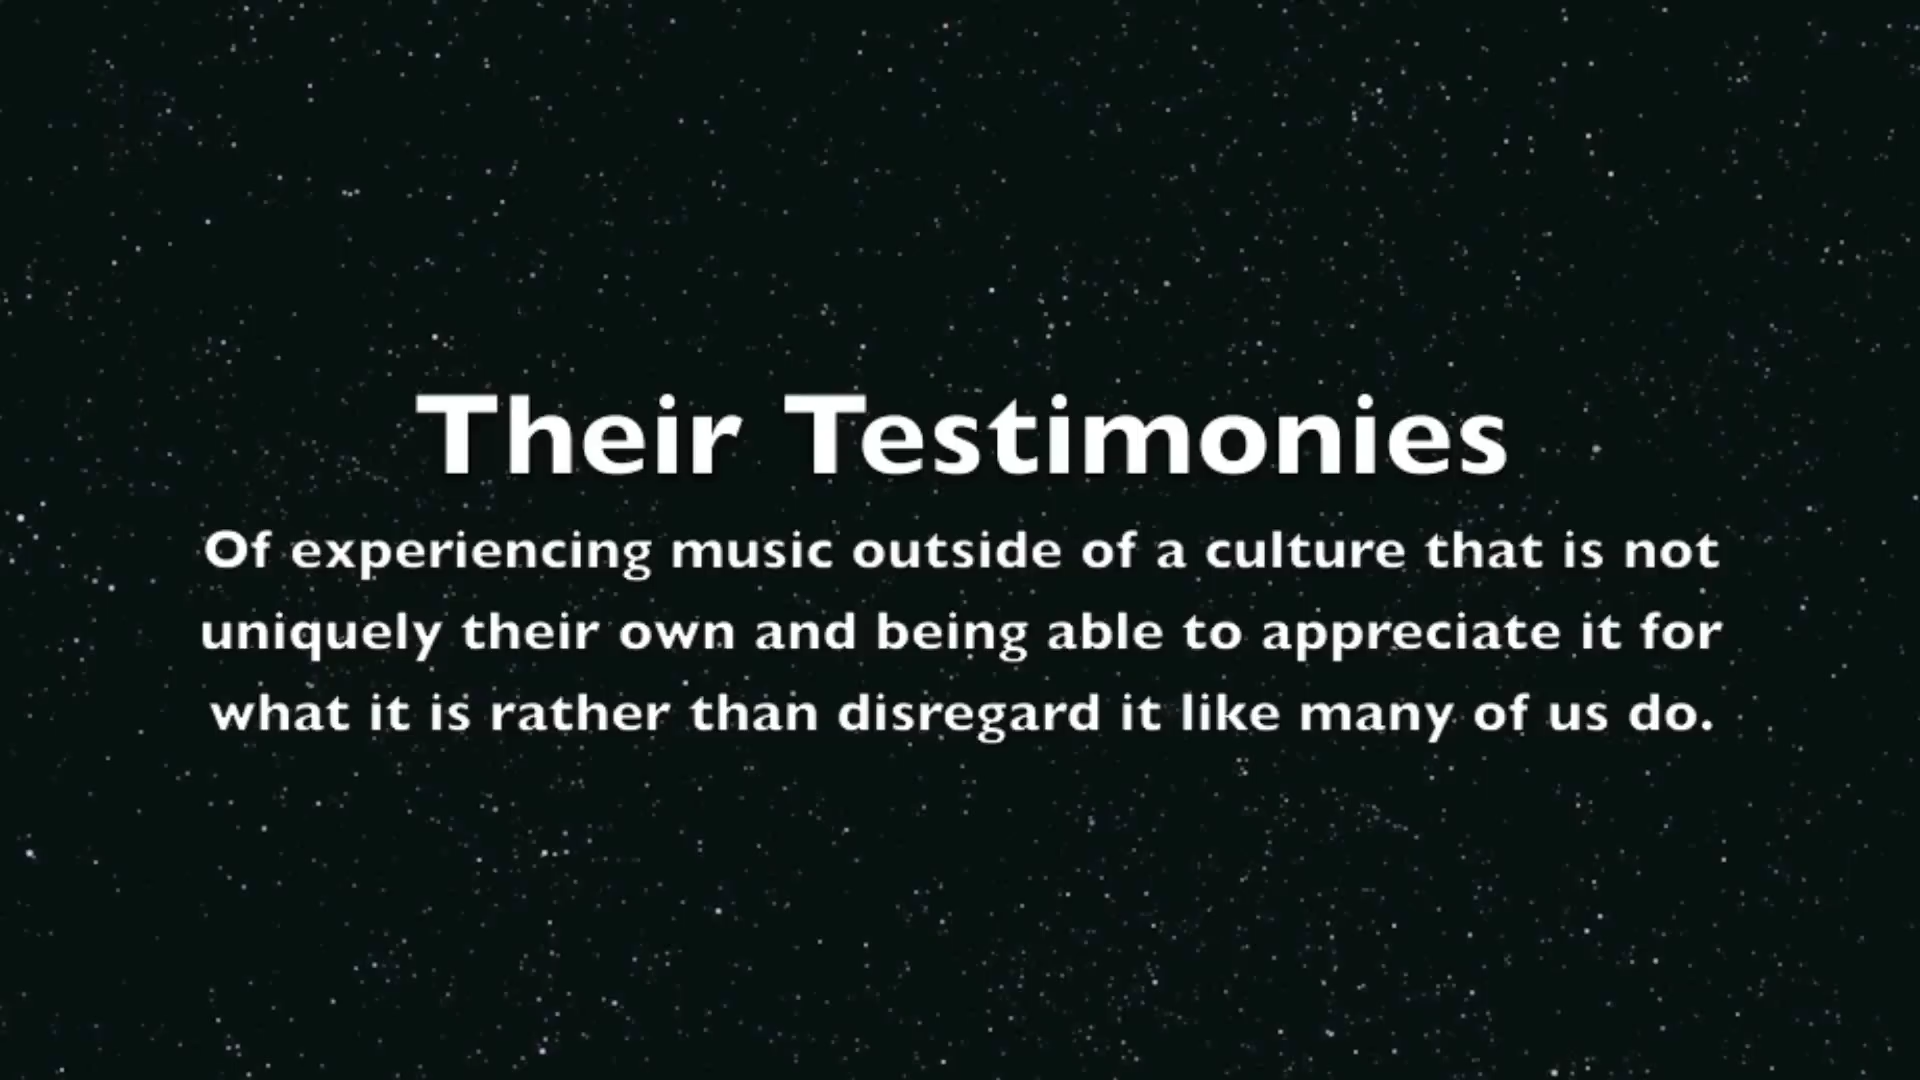 Their Testimonies
Of experiencing music outside of a culture that is not
uniquely their own and being able to appreciate it for
what it is rather than disregard it like many of us do.